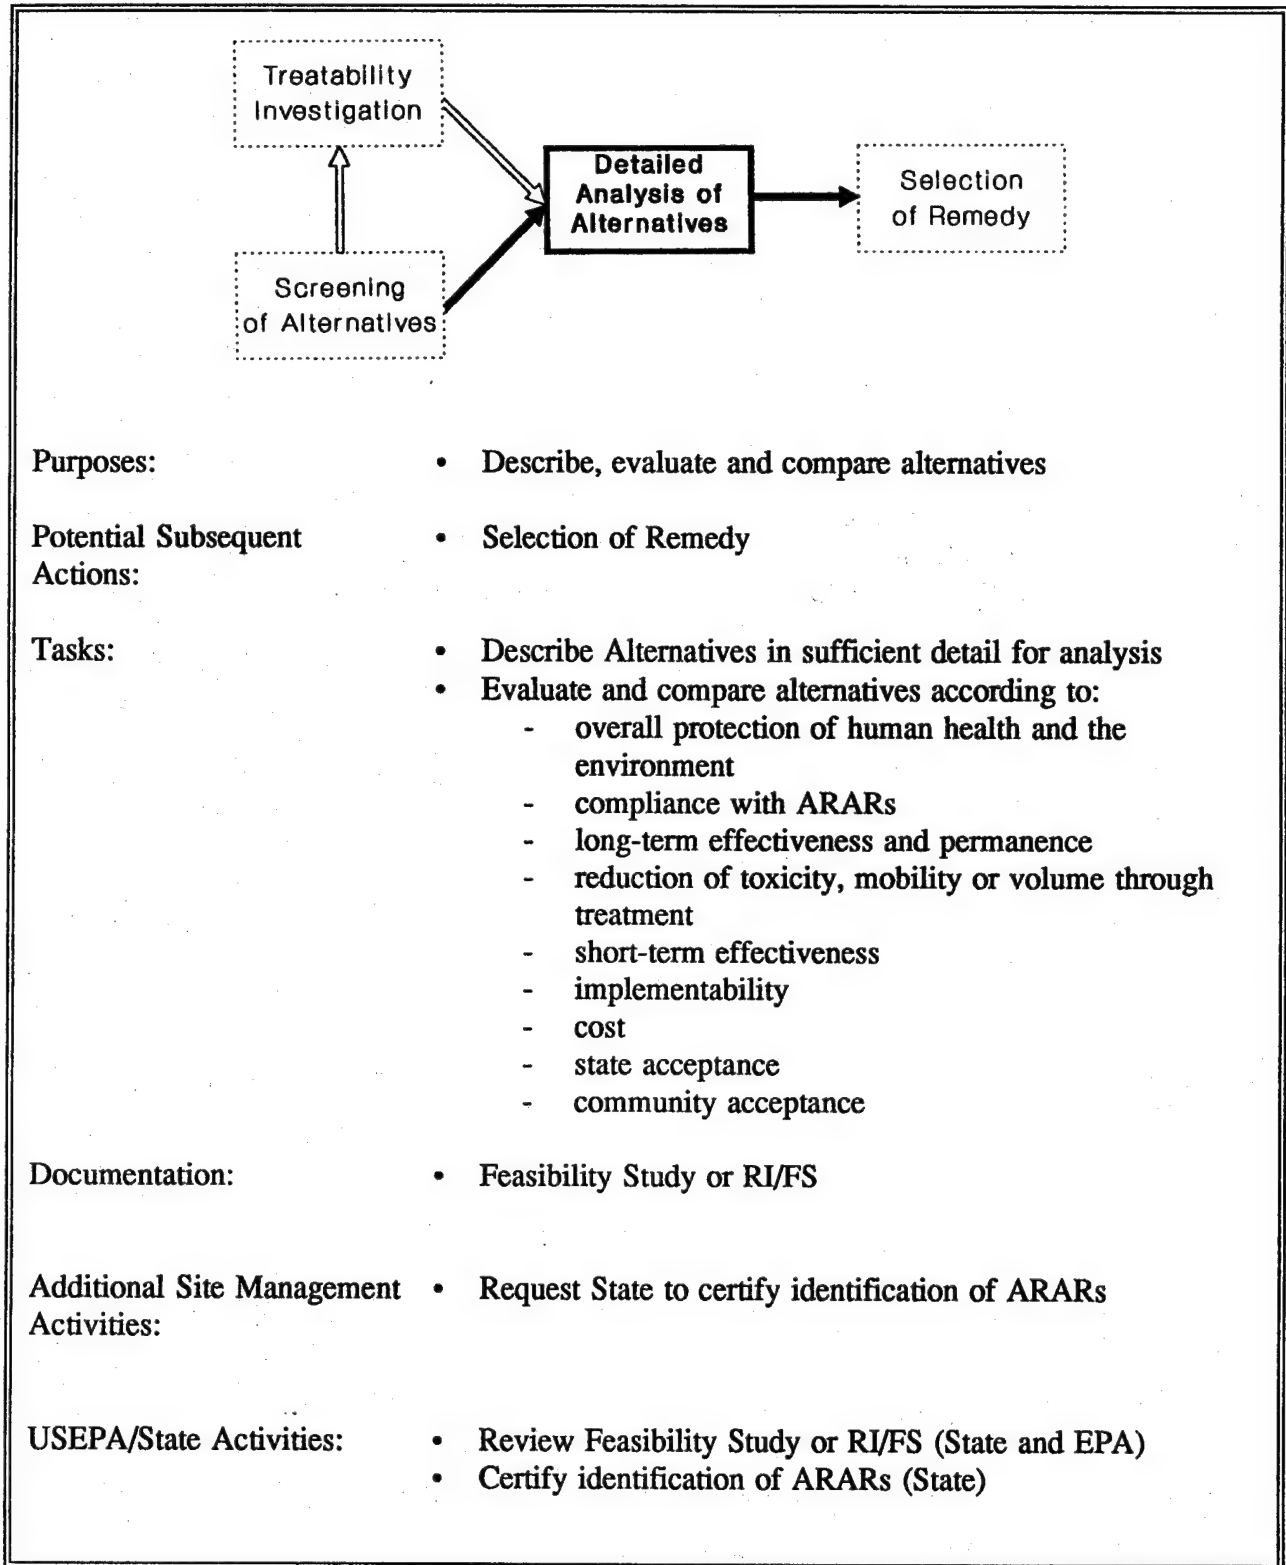 Treatability
Investigation
Detailed
Analysis of
Alternatives
Selection
of Remedy
Screening
of Alternatives
Purposes: • Describe, evaluate and compare alternatives
Potential Subsequent • Selection of Remedy
Actions:
Tasks: • Describe Alternatives in sufficient detail for analysis
• Evaluate and compare alternatives according to:
- overall protection of human health and the
environment
- compliance with ARARs
- long-term effectiveness and permanence
- reduction of toxicity, mobility or volume through
treatment
- short-term effectiveness
- implementability
- cost
- state acceptance
- community acceptance
Documentation: • Feasibility Study or RI/FS
Additional Site Management • Request State to certify identification of ARARs
Activities:
USEPA/State Activities: • Review Feasibility Study or RI/FS (State and EPA)
• Certify identification of ARARs (State)